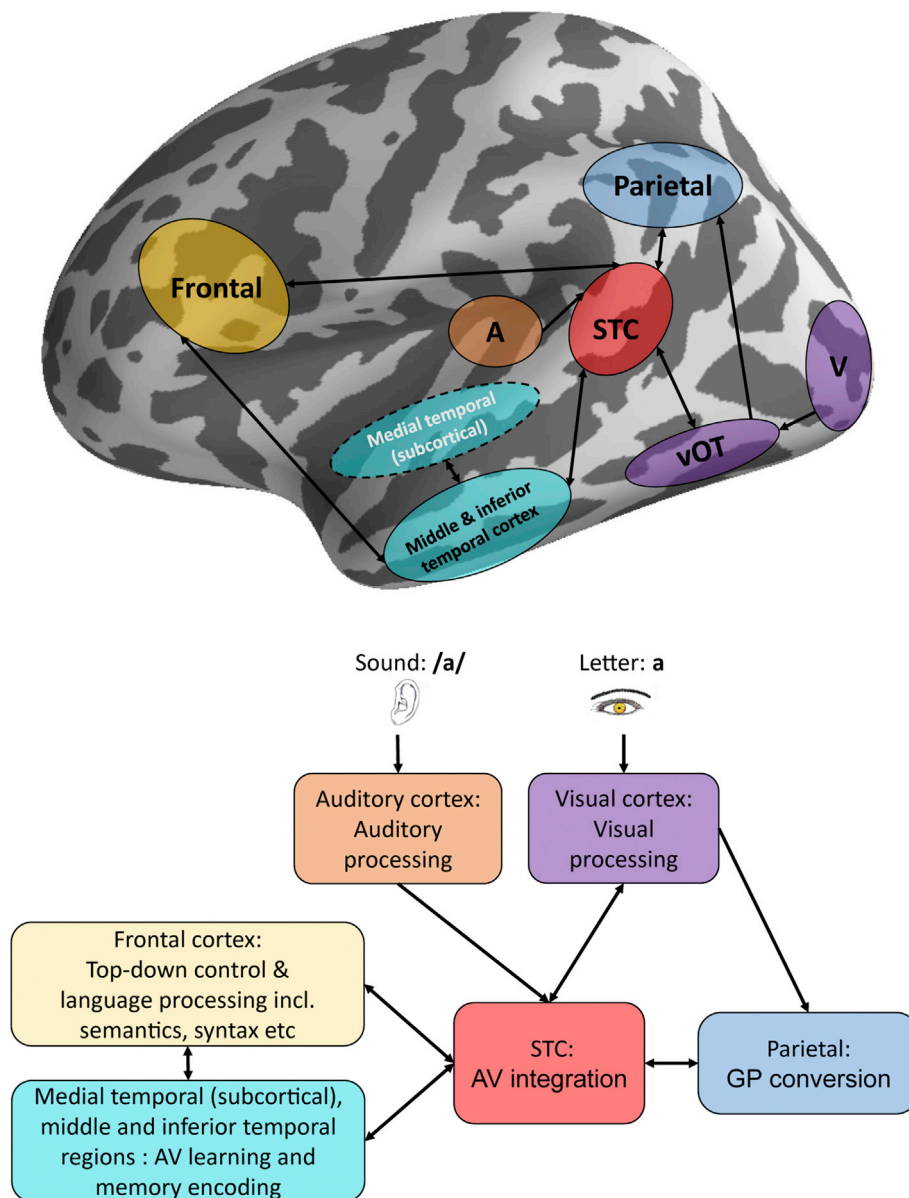 Parietal
Frontal
A
STC
V
Medial temporal
(subcortical)
vOT
Middle & inferior
temporal cortex
Sound: /a/
Letter: a
Auditory cortex:
Auditory
processing
Visual cortex:
Visual
processing
Frontal cortex:
Top-down control &
language processing incl.
semantics, syntax etc
STC:
AV integration
Parietal:
GP conversion
Medial temporal (subcortical),
middle and inferior temporal
regions : AV learning and
memory encoding